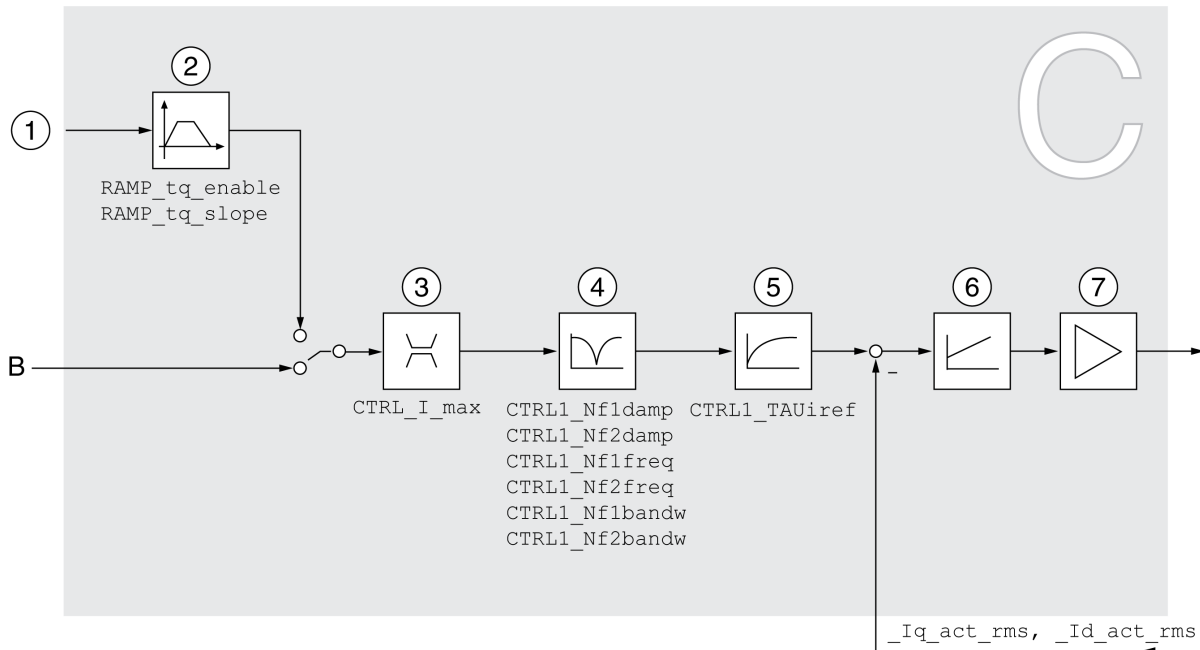 C
2
1
RAMP_tq_enable
RAMP_tq_slope
3
4
5
6
7
B
CTRL_I_max
CTRL1_Nf1damp
CTRL1_Nf2damp
CTRL1_Nf1freq
CTRL1_Nf2freq
CTRL1_Nf1bandw
CTRL1_Nf2bandw
CTRL1_TAUiref
–
_Iq_act_rms, _Id_act_rms